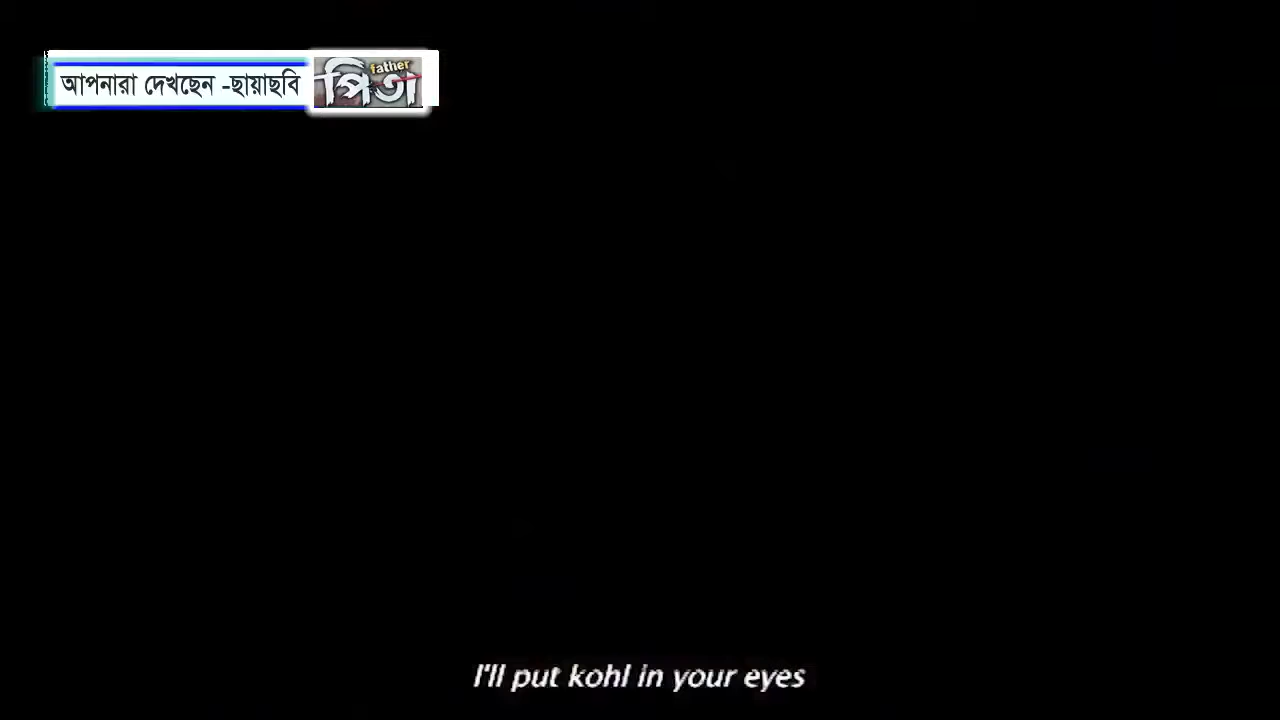 আপনারা দেখছেন -ছায়াছবি
father
পিতা
I'll put kohl in your eyes